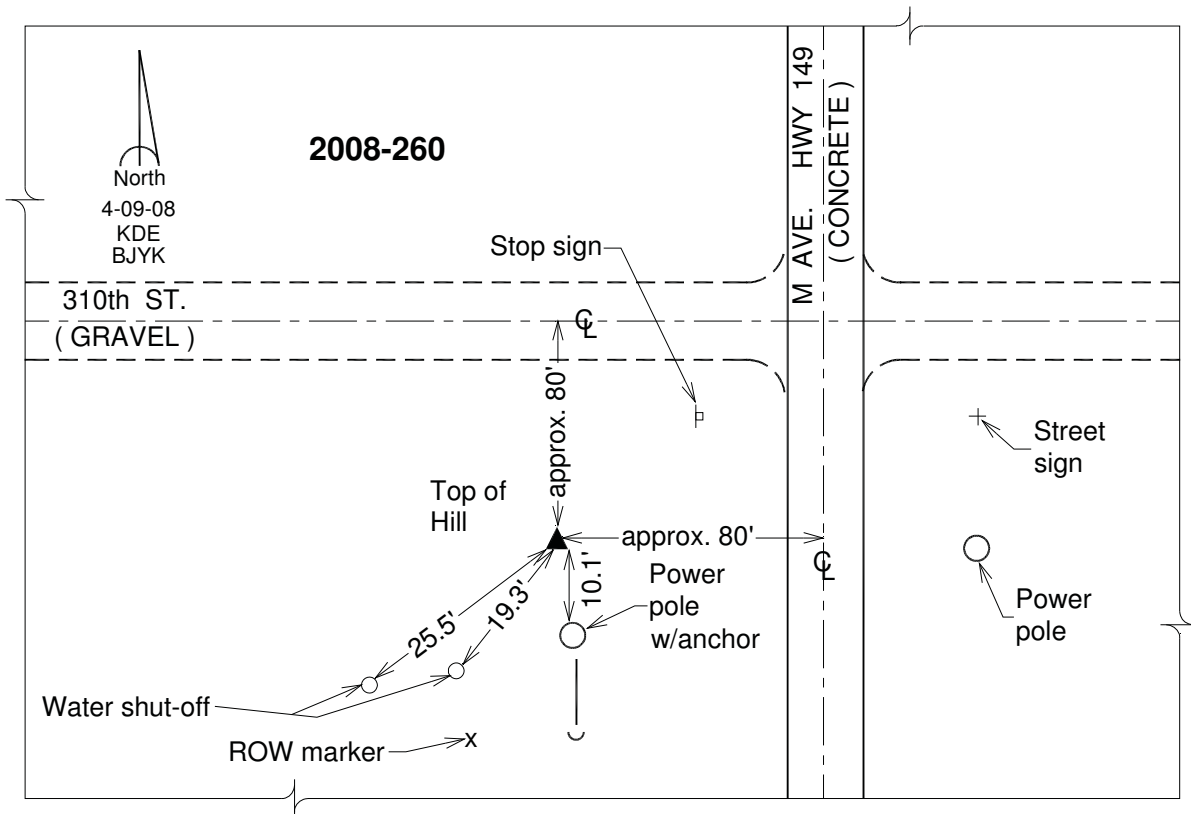 2008-260
North
4-09-08
KDE
BJYK
M AVE. HWY 149
( CONCRETE )
310th ST.
( GRAVEL )
Stop sign
CL
approx. 80'
Street
sign
Top of
Hill
approx. 80'
CL
10.1'
Power
pole
w/anchor
Power
pole
25.5'
19.3'
Water shut-off
ROW marker
x